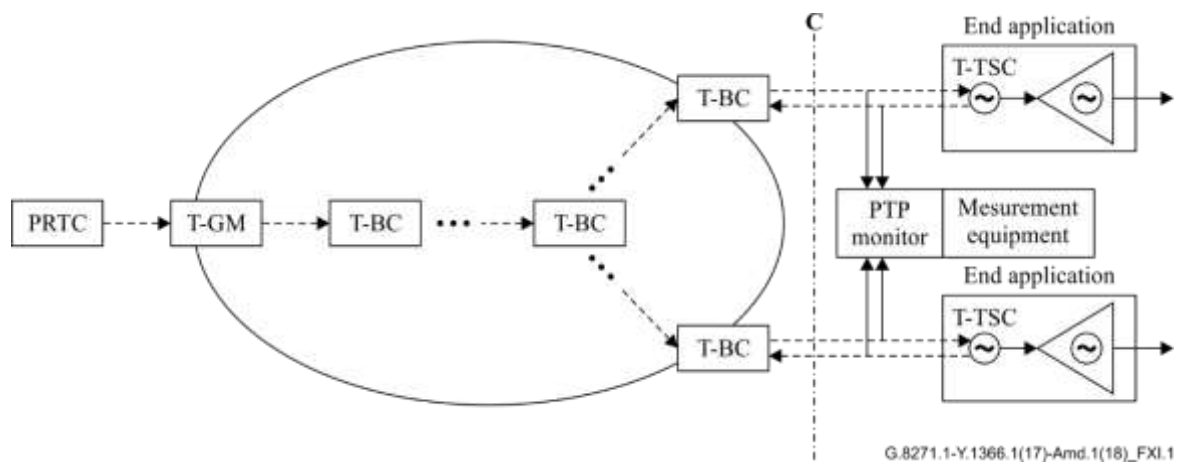 C
End application
T-TSC
T-BC
PRTC
T-GM
T-BC
T-BC
PTP
monitor
Mesurement
equipment
End application
T-TSC
T-BC
G.8271.1-Y.1366.1(17)-Amd.1(18)_FXI.1